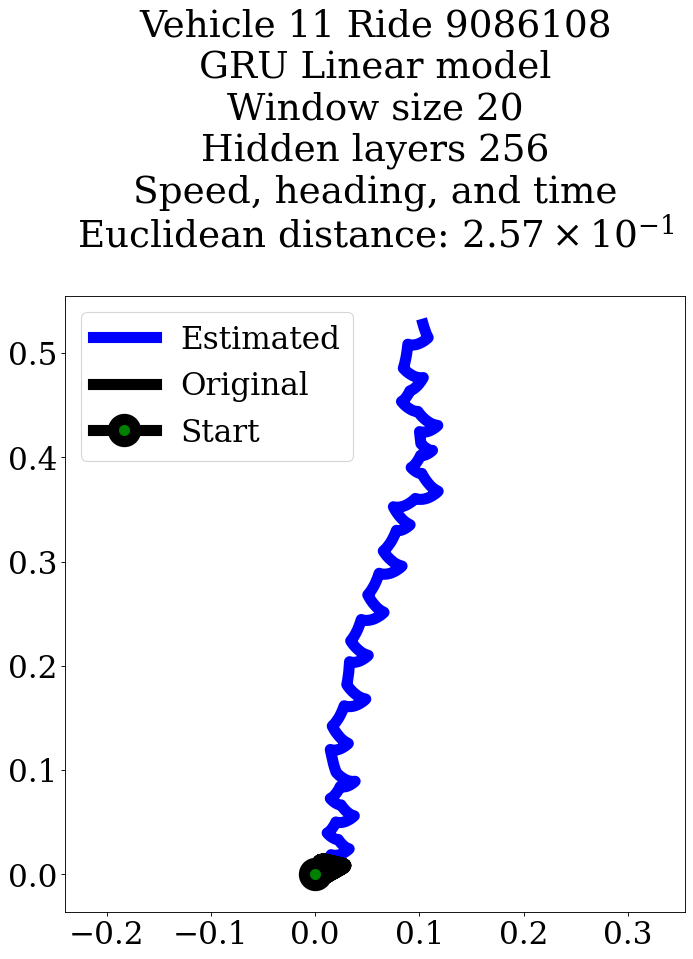 Vehicle 11 Ride 9086108
GRU Linear model
Window size 20
Hidden layers 256
Speed, heading, and time
Euclidean distance: 2.57 × 10⁻¹
Estimated
Original
Start
0.5
0.4
0.3
0.2
0.1
0.0
−0.2
−0.1
0.0
0.1
0.2
0.3